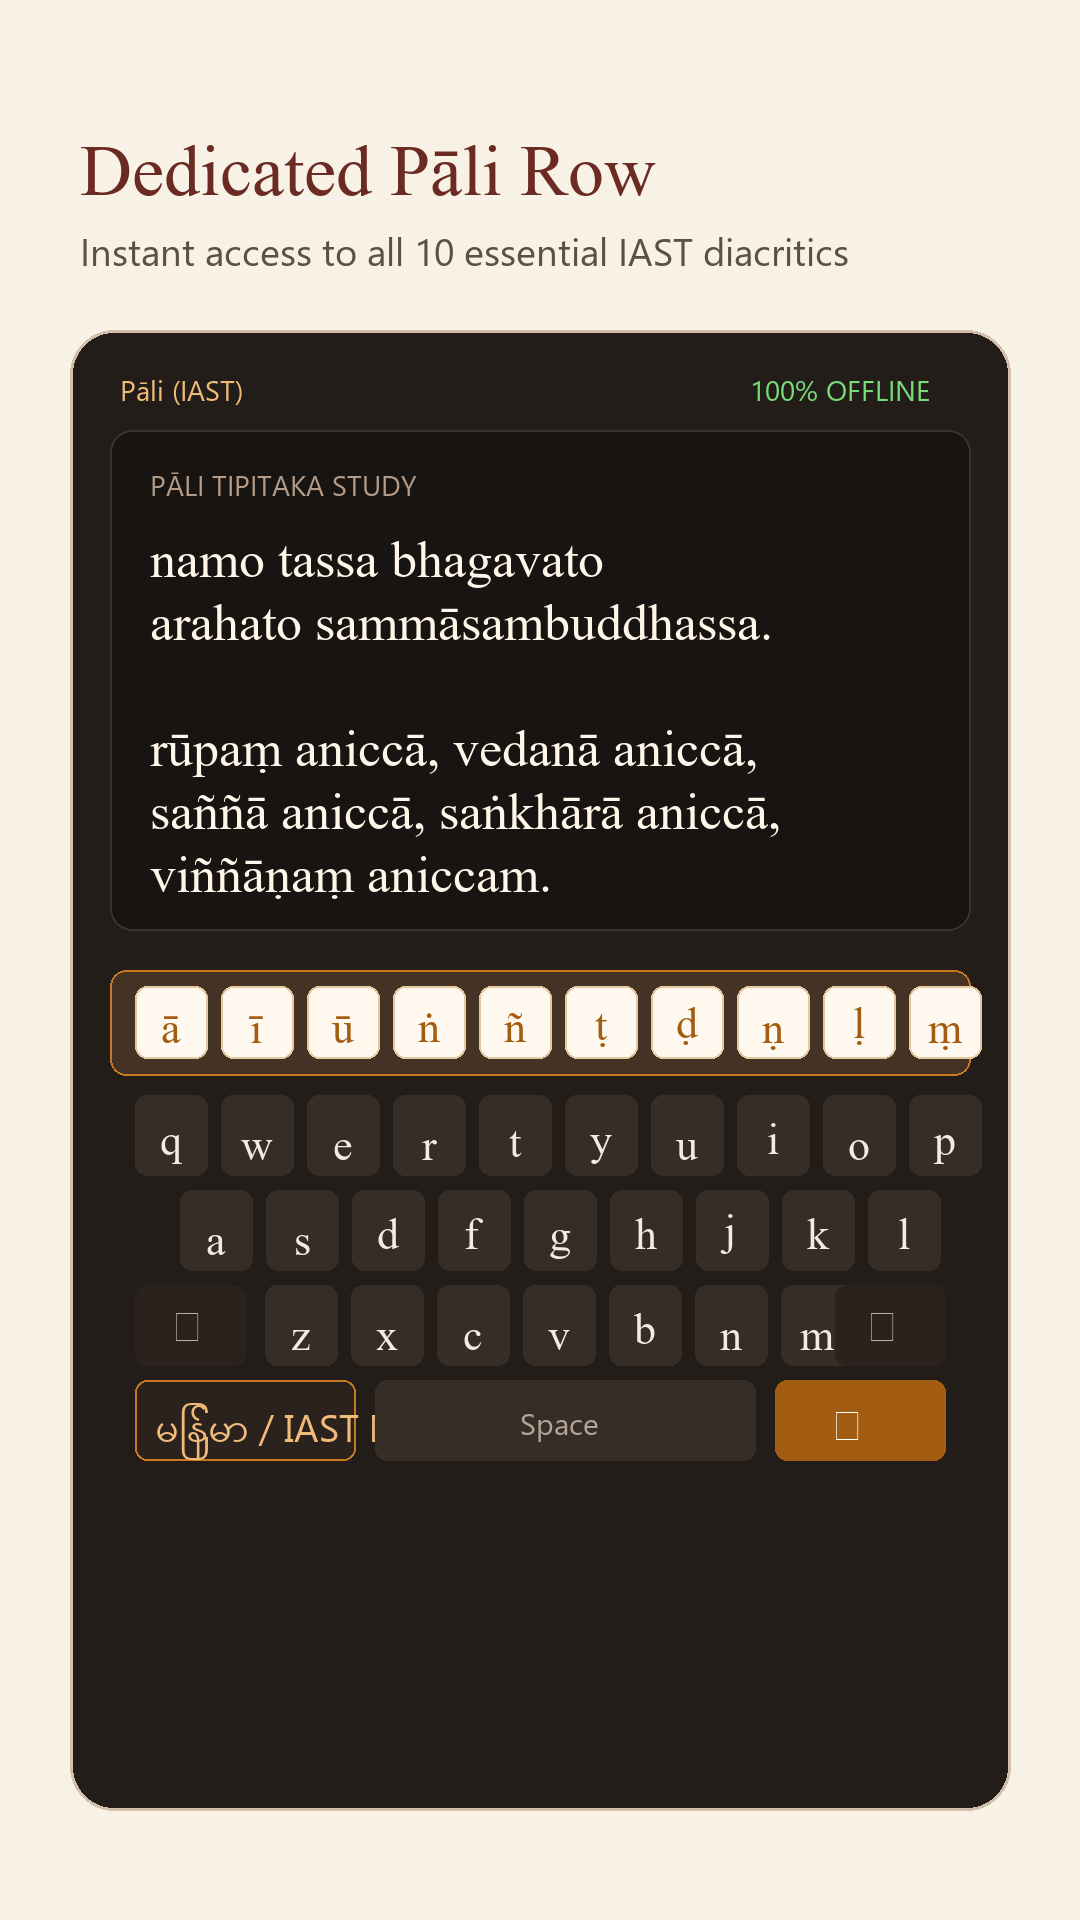 Dedicated Pāli Row
Instant access to all 10 essential IAST diacritics
Pāli (IAST)
100% OFFLINE
PĀLI TIPITAKA STUDY
namo tassa bhagavato
arahato sammāsambuddhassa.
rūpaṃ aniccā, vedanā aniccā,
saññā aniccā, saṅkhārā aniccā,
viññāṇaṃ aniccam.
ā ī ū ṅ ñ ṭ ḍ ṇ ḷ ṃ
q w e r t y u i o p
a s d f g h j k l
z x c v b n m
မြန်မာ / IAST
Space